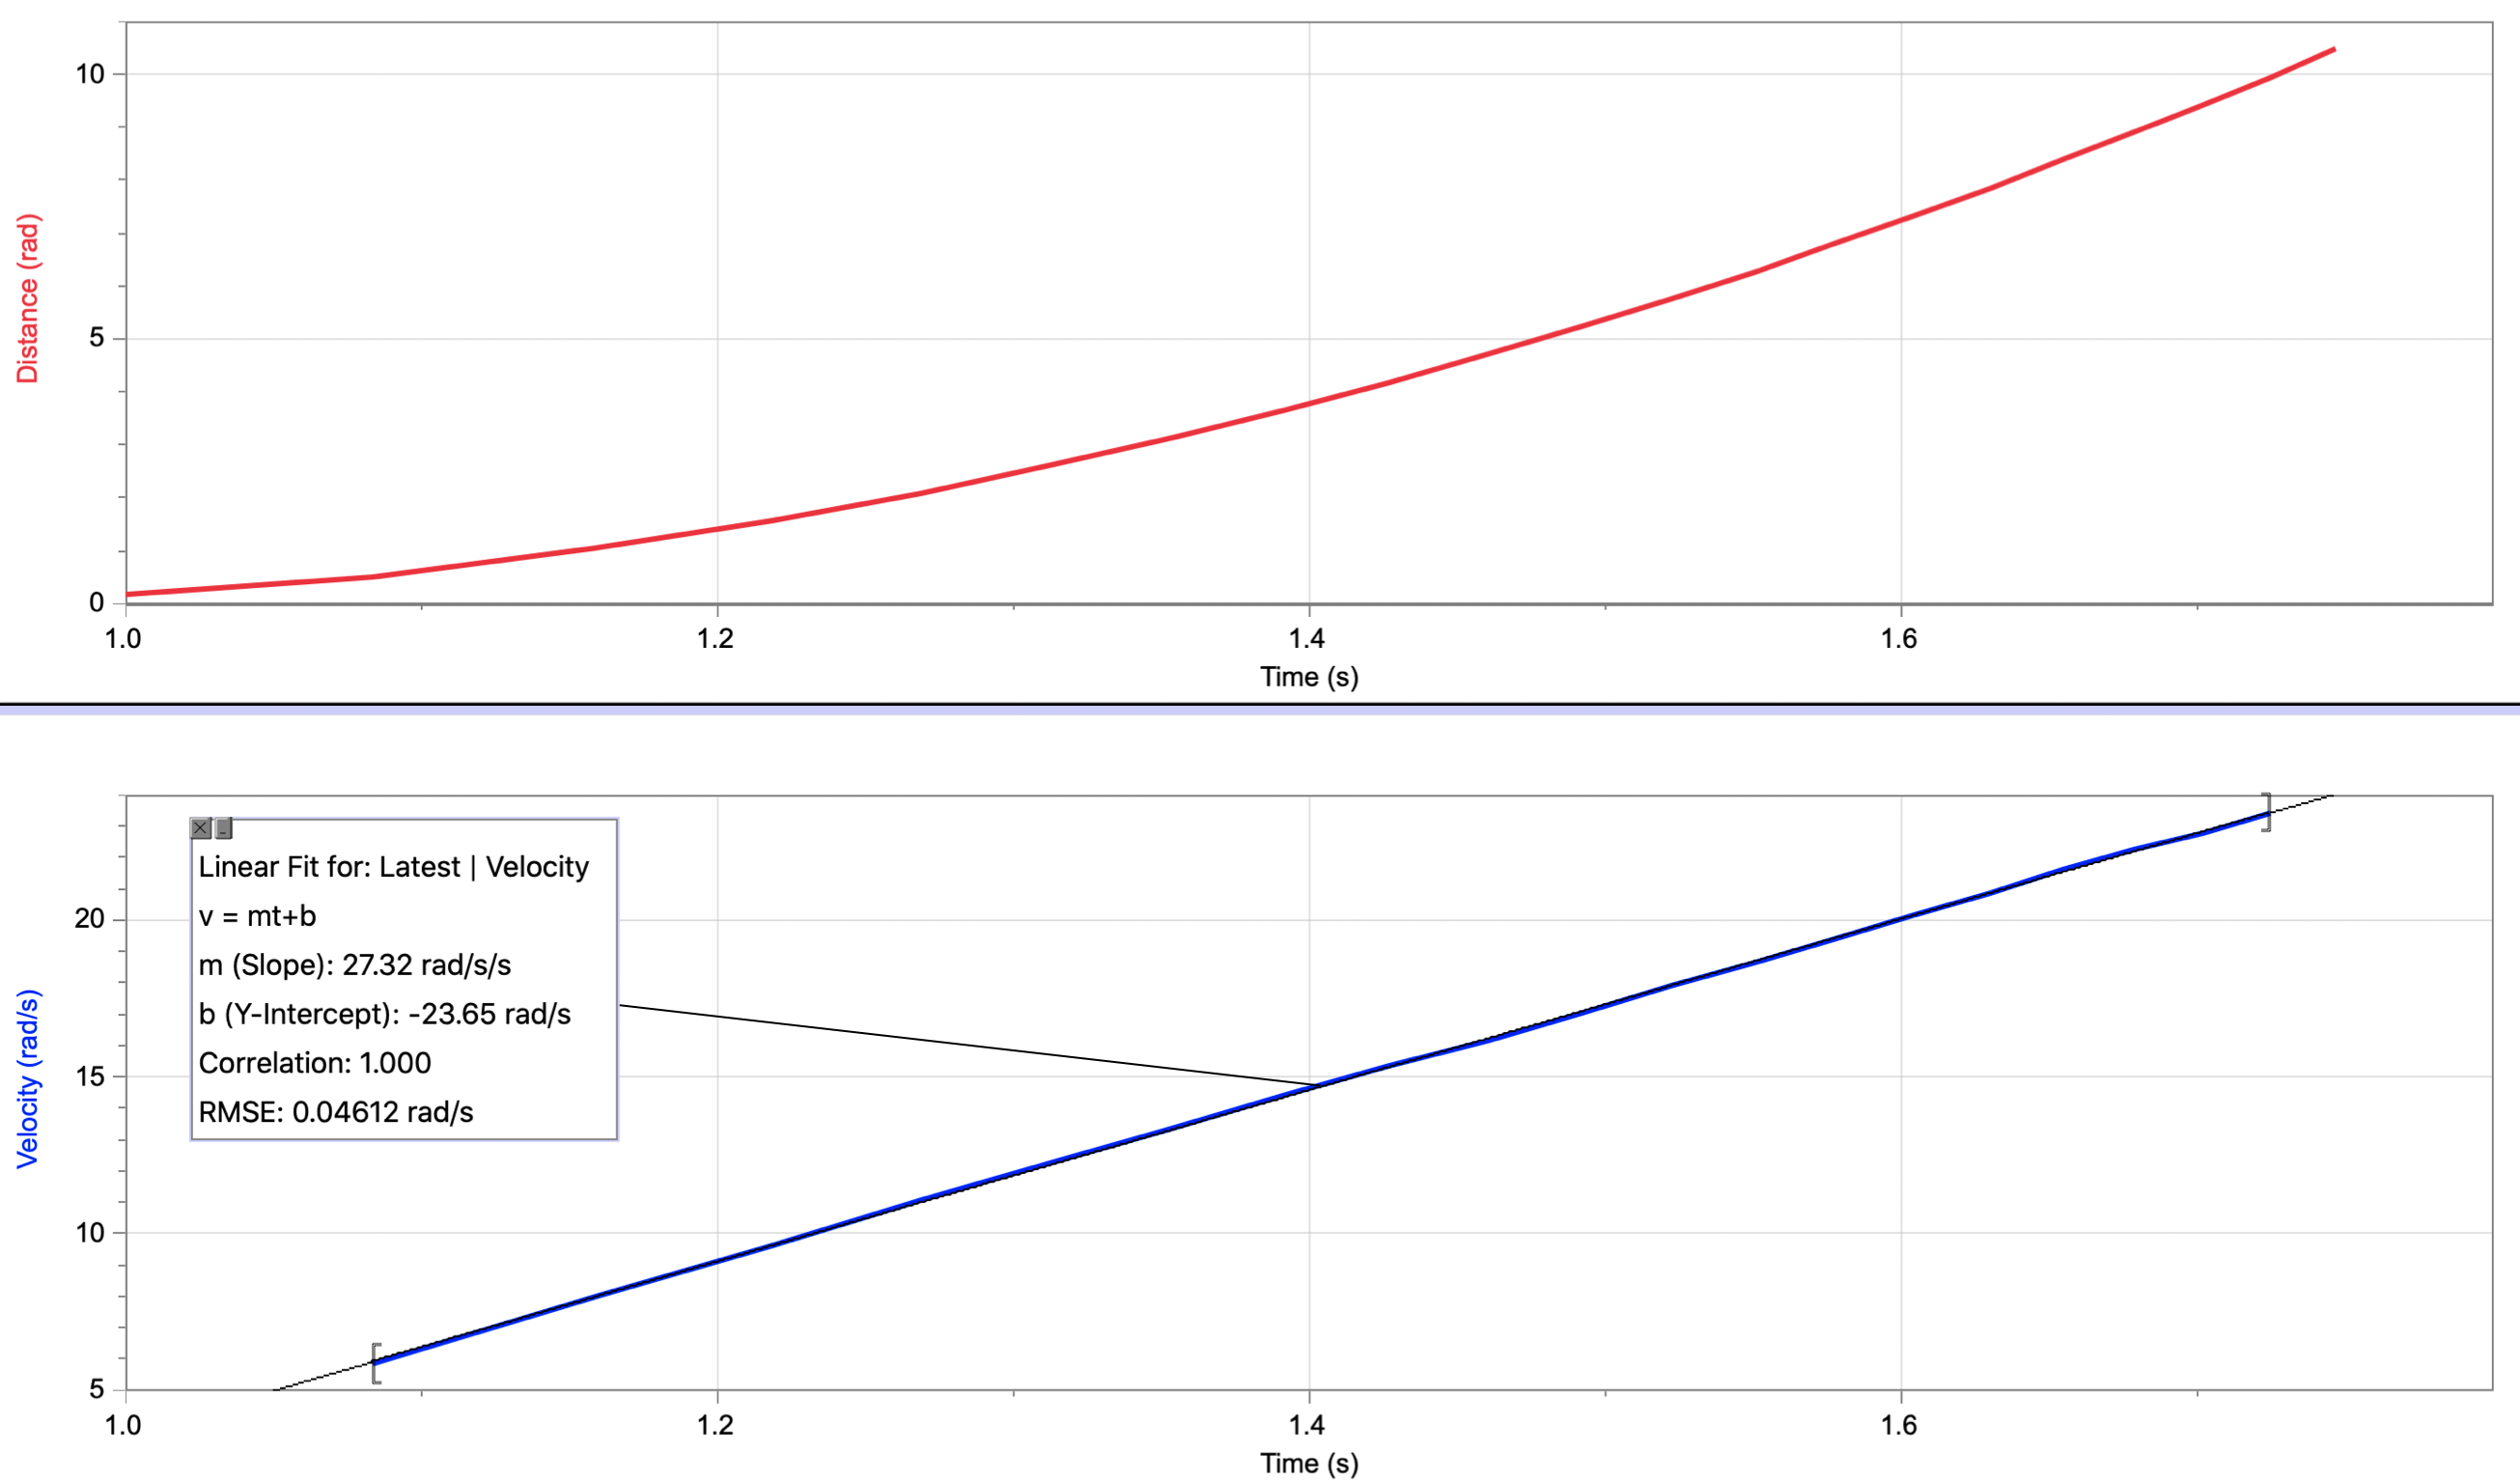 10
5
0
Distance (rad)
1.0 1.2 1.4 1.6
Time (s)
Linear Fit for: Latest | Velocity
v = mt+b
m (Slope): 27.32 rad/s/s
b (Y-Intercept): -23.65 rad/s
Correlation: 1.000
RMSE: 0.04612 rad/s
20
15
10
5
Velocity (rad/s)
1.0 1.2 1.4 1.6
Time (s)